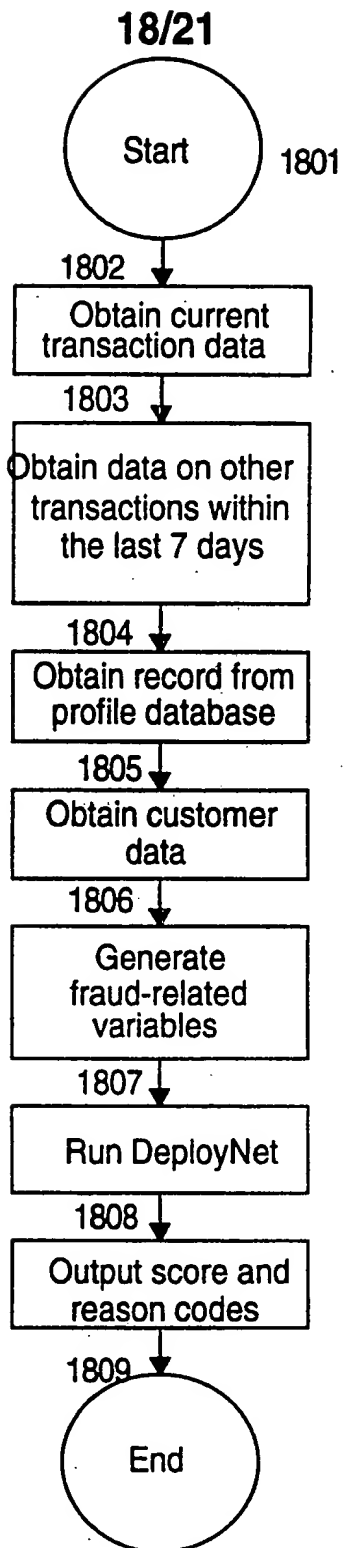 18/21
Start
1801
1802
Obtain current
transaction data
1803
Obtain data on other
transactions within
the last 7 days
1804
Obtain record from
profile database
1805
Obtain customer
data
1806
Generate
fraud-related
variables
1807
Run DeployNet
1808
Output score and
reason codes
1809
End